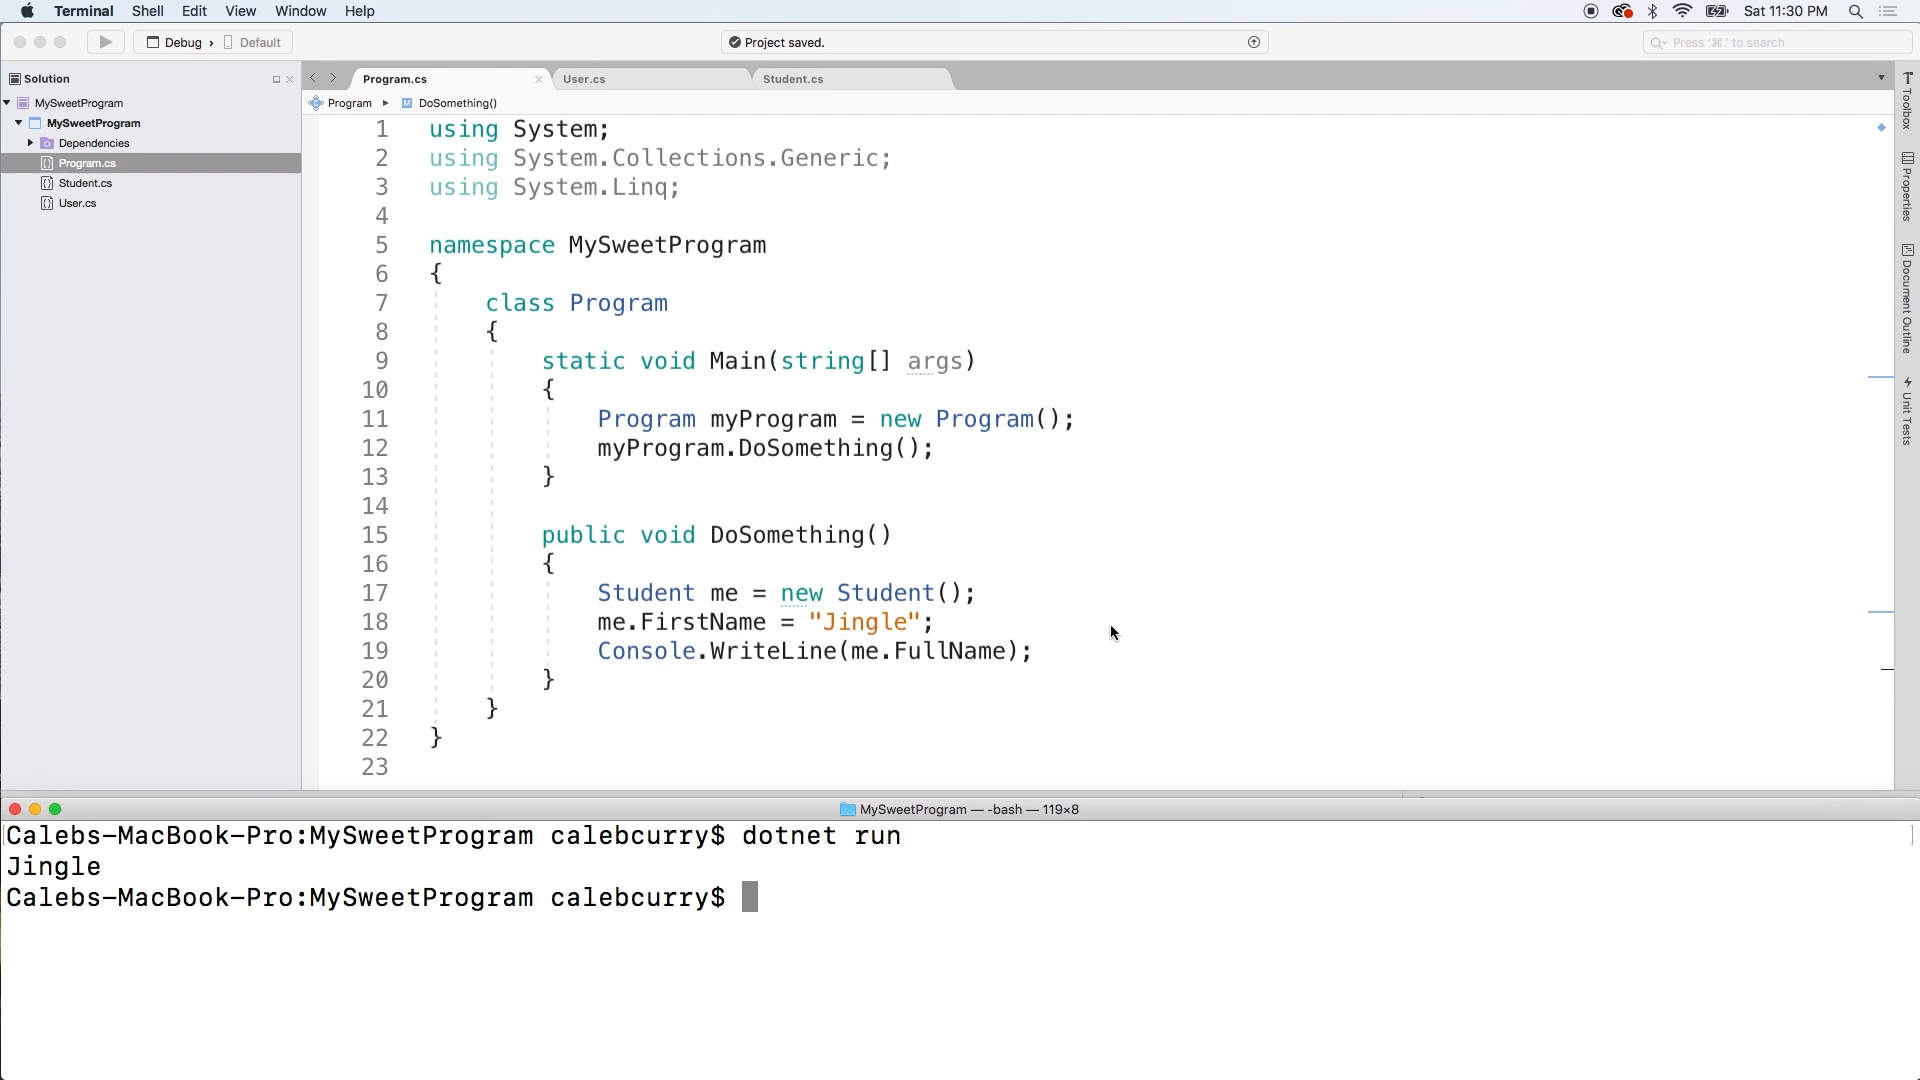 Terminal Shell Edit View Window Help Sat 11:30 PM
Debug › Default Project saved. Press ‘⌘.’ to search
Solution
MySweetProgram
MySweetProgram
Dependencies
Program.cs
Student.cs
User.cs
Program.cs × User.cs Student.cs
Program ▸ M DoSomething()
1 using System;
2 using System.Collections.Generic;
3 using System.Linq;
4
5 namespace MySweetProgram
6 {
7 class Program
8 {
9 static void Main(string[] args)
10 {
11 Program myProgram = new Program();
12 myProgram.DoSomething();
13 }
14
15 public void DoSomething()
16 {
17 Student me = new Student();
18 me.FirstName = "Jingle";
19 Console.WriteLine(me.FullName);
20 }
21 }
22 }
23
Toolbox
Properties
Document Outline
Unit Tests
MySweetProgram — -bash — 119×8
[Calebs-MacBook-Pro:MySweetProgram calebcurry$ dotnet run ]
Jingle
Calebs-MacBook-Pro:MySweetProgram calebcurry$